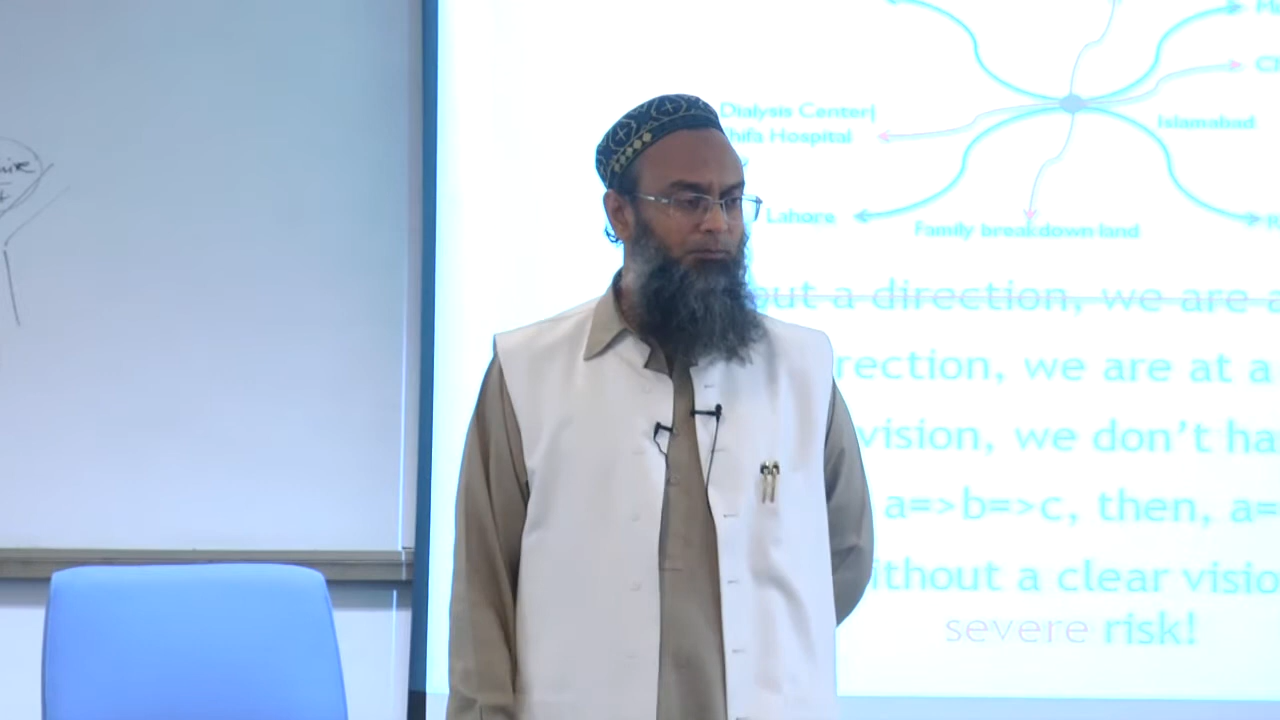 Dialysis Center|
hifa Hospital
Islamabad
Lahore
Family breakdown land
out a direction, we are a
rection, we are at a
vision, we don't ha
a=>b=>c, then, a=
ithout a clear visio
severe risk!